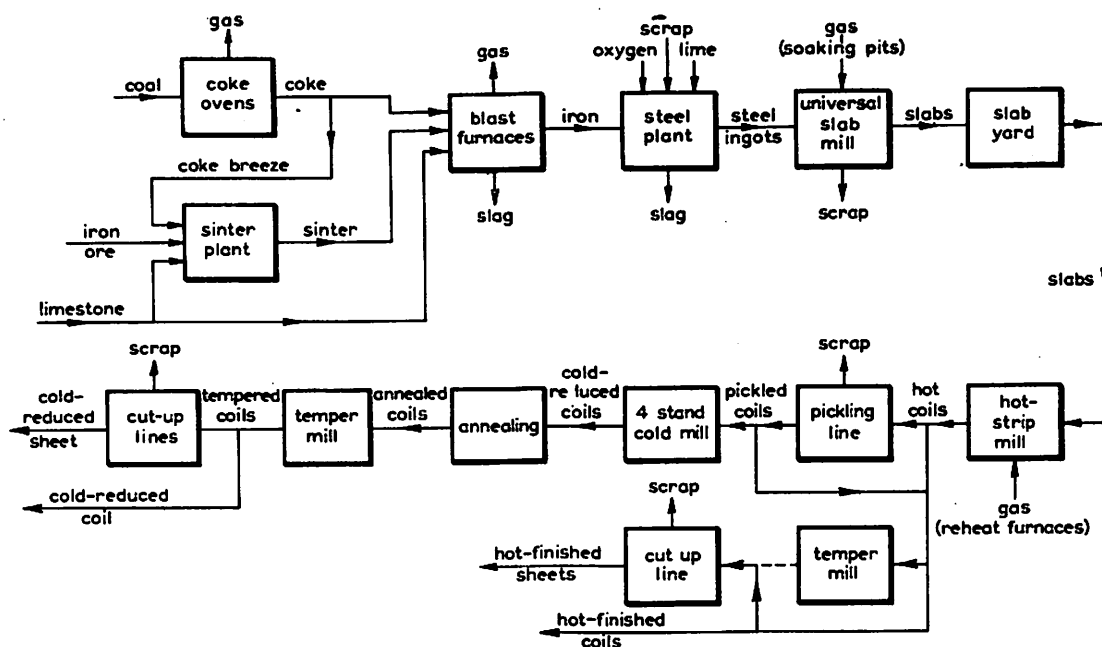 gas
coal
coke
ovens
coke
coke breeze
iron
ore
sinter
plant
sinter
limestone
gas
blast
furnaces
slag
iron
scrap
oxygen lime
steel
plant
slag
steel
ingots
gas
(soaking pits)
universal
slab
mill
scrap
slabs
slab
yard
slabs
hot-
strip
mill
gas
(reheat furnaces)
hot
coils
scrap
pickling
line
pickled
coils
4 stand
cold mill
cold-
re luced
coils
annealing
annealed
coils
temper
mill
tempered
coils
scrap
cut-up
lines
cold-
reduced
sheet
cold-reduced
coil
temper
mill
scrap
cut up
line
hot-finished
sheets
hot-finished
coils